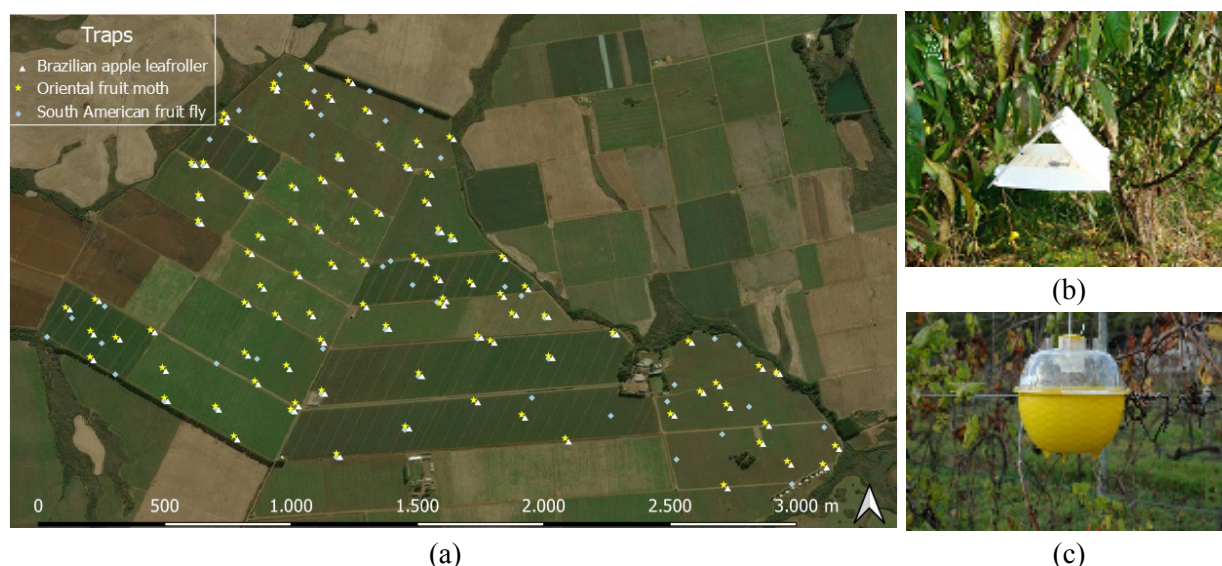 Traps
Brazilian apple leafroller
Oriental fruit moth
South American fruit fly
0 500 1.000 1.500 2.000 2.500 3.000 m
(a)
(b)
(c)